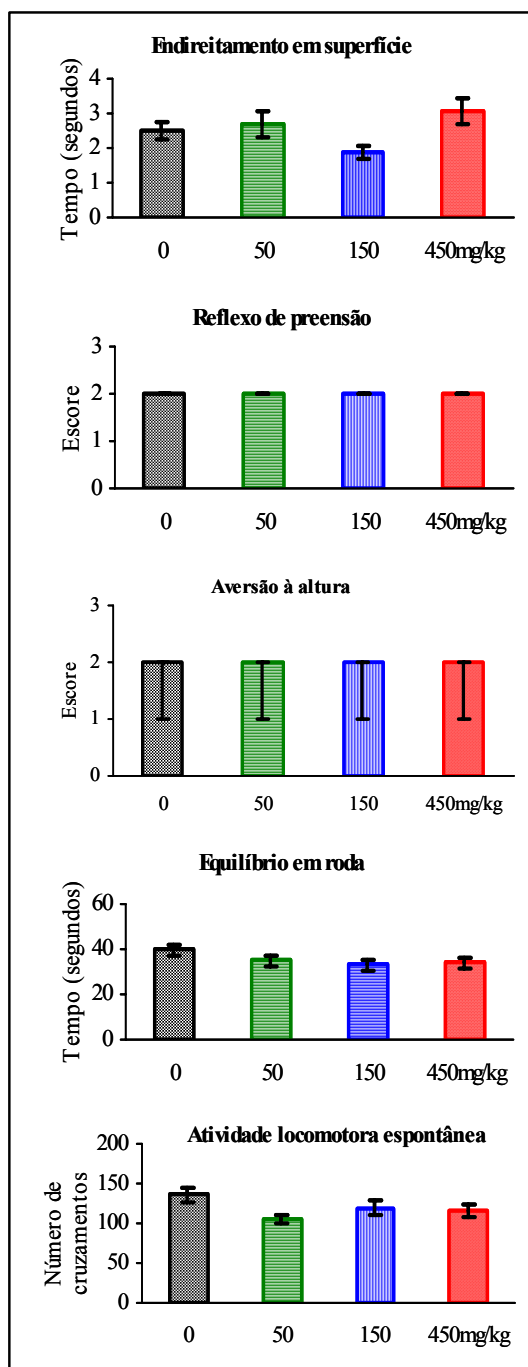 Endireitamento em superfície
Tempo (segundos)
4
3
2
1
0
0 50 150 450mg/kg
Reflexo de preensão
Escore
3
2
1
0
0 50 150 450mg/kg
Aversão à altura
Escore
3
2
1
0
0 50 150 450mg/kg
Equilíbrio em roda
Tempo (segundos)
60
40
20
0
0 50 150 450mg/kg
Atividade locomotora espontânea
Número de
cruzamentos
200
150
100
50
0
0 50 150 450mg/kg